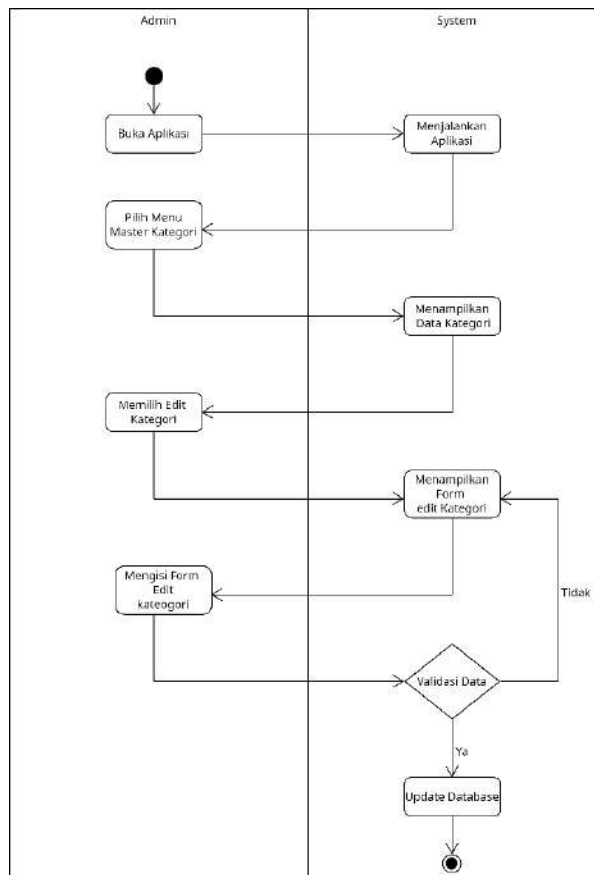 Admin
System
Buka Aplikasi
Menjalankan
Aplikasi
Pilih Menu
Master Kategori
Menampilkan
Data Kategori
Memilih Edit
Kategori
Menampilkan
Form
edit Kategori
Mengisi Form
Edit
kateogori
Tidak
Validasi Data
Ya
Update Database